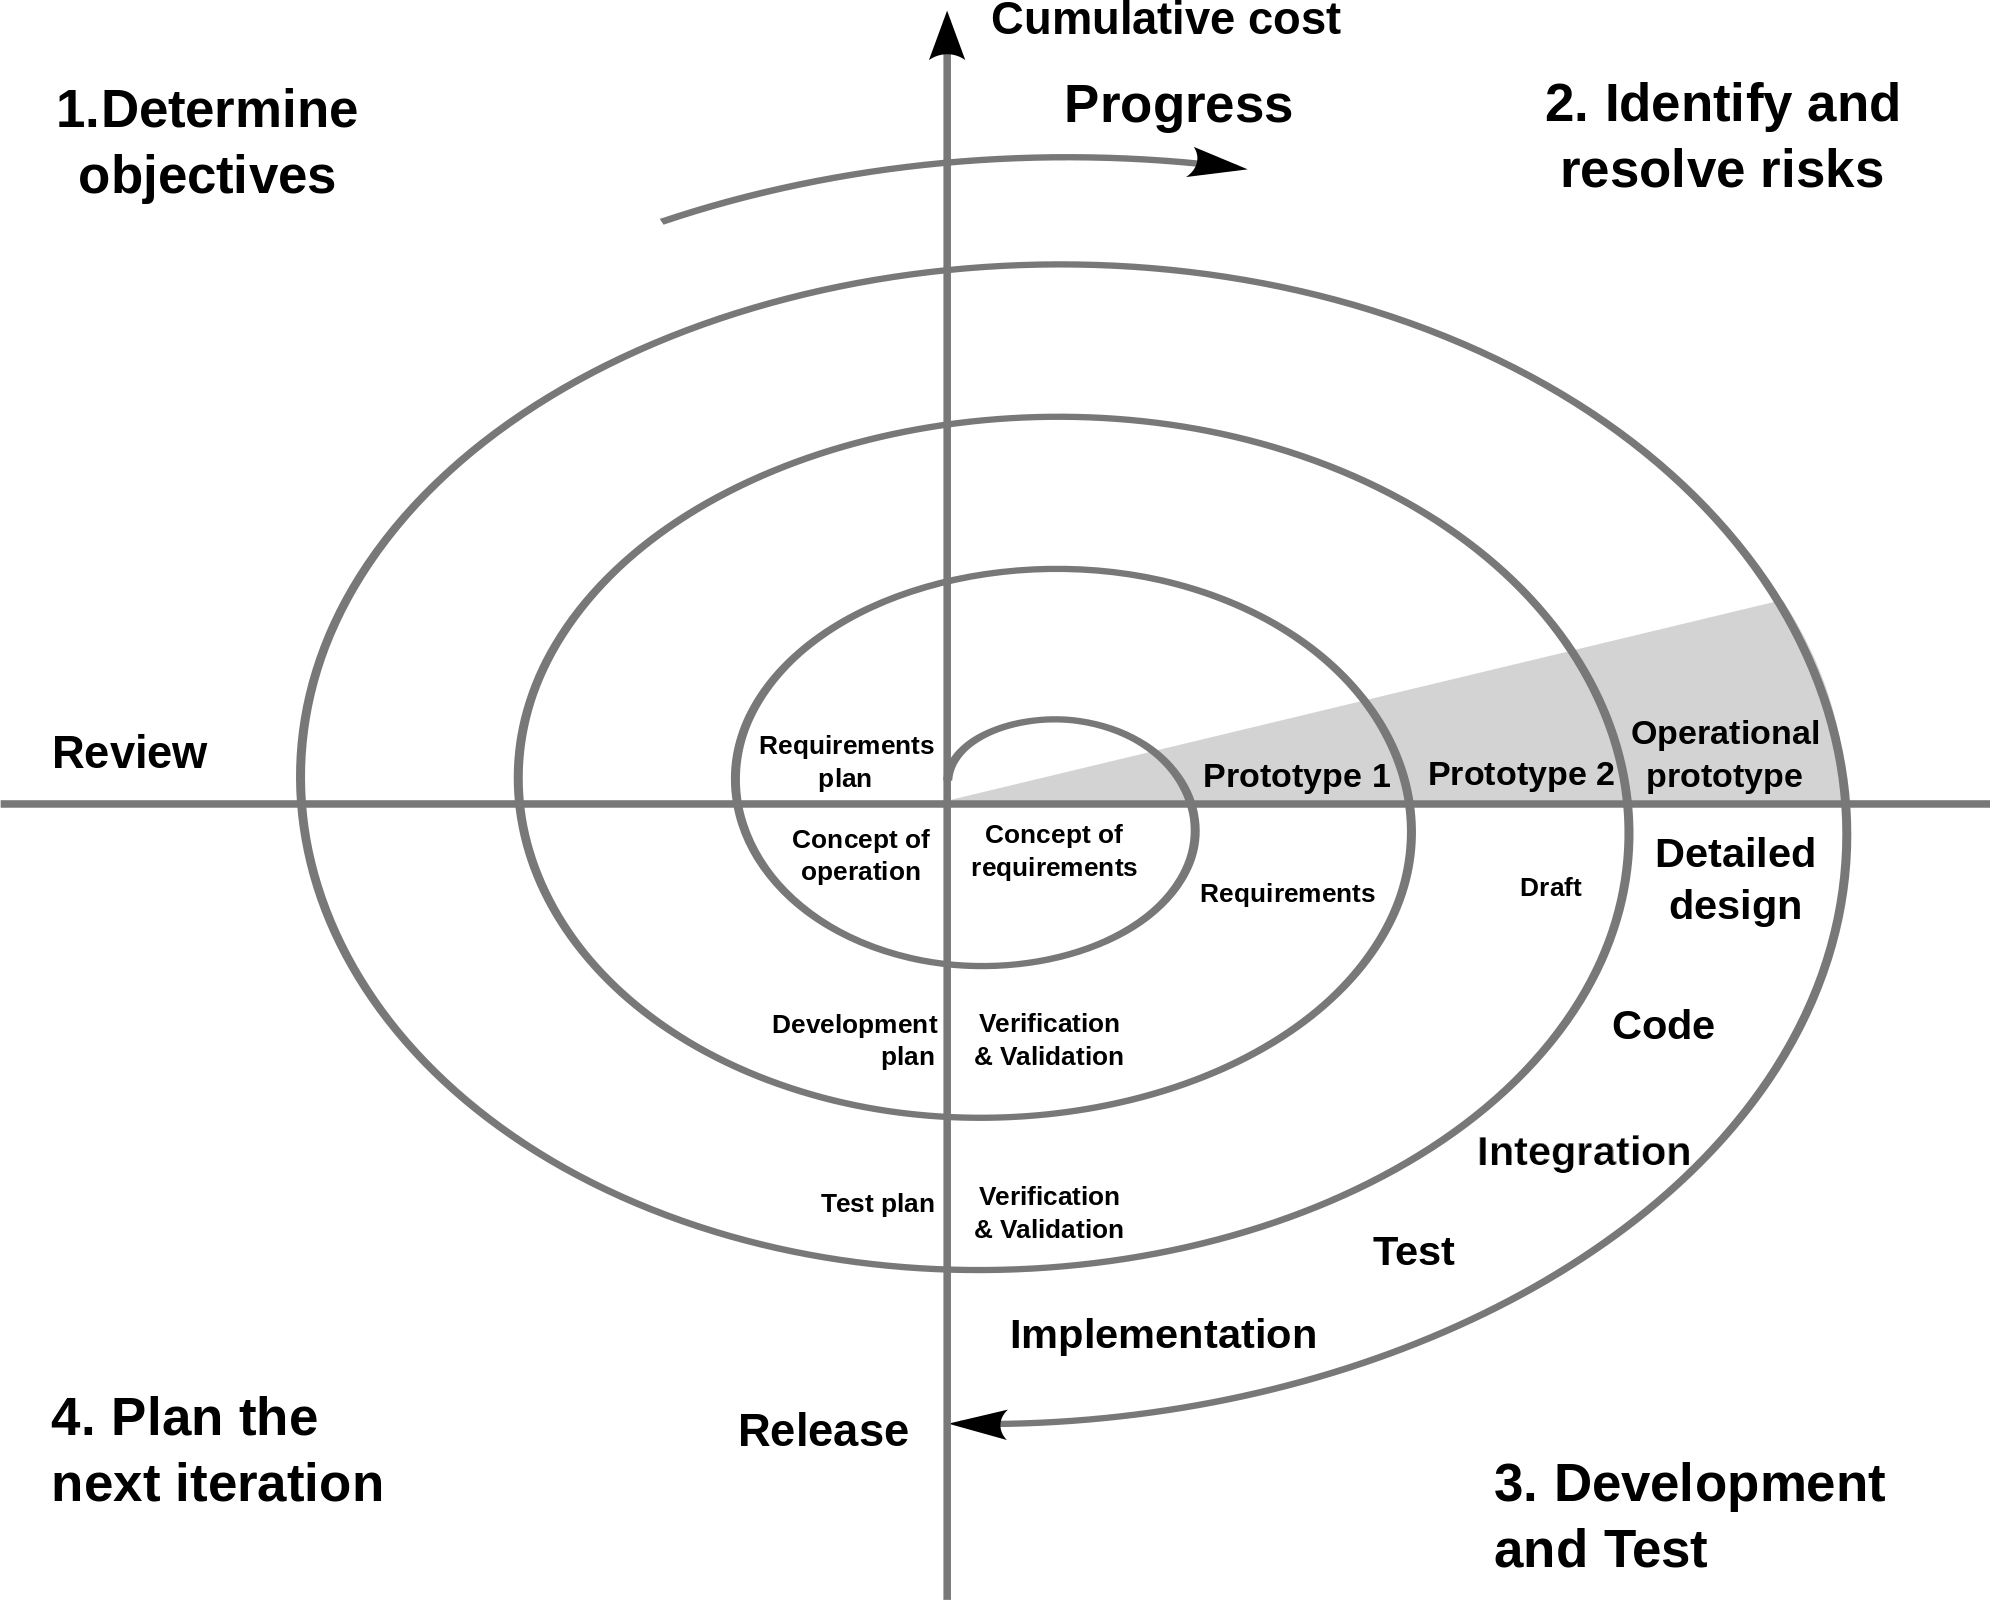 Cumulative cost
Progress
1.Determine
objectives
2. Identify and
resolve risks
Review
Requirements
plan
Prototype 1
Prototype 2
Operational
prototype
Concept of
operation
Concept of
requirements
Requirements
Draft
Detailed
design
Development
plan
Verification
& Validation
Code
Integration
Test plan
Verification
& Validation
Test
Implementation
Release
4. Plan the
next iteration
3. Development
and Test